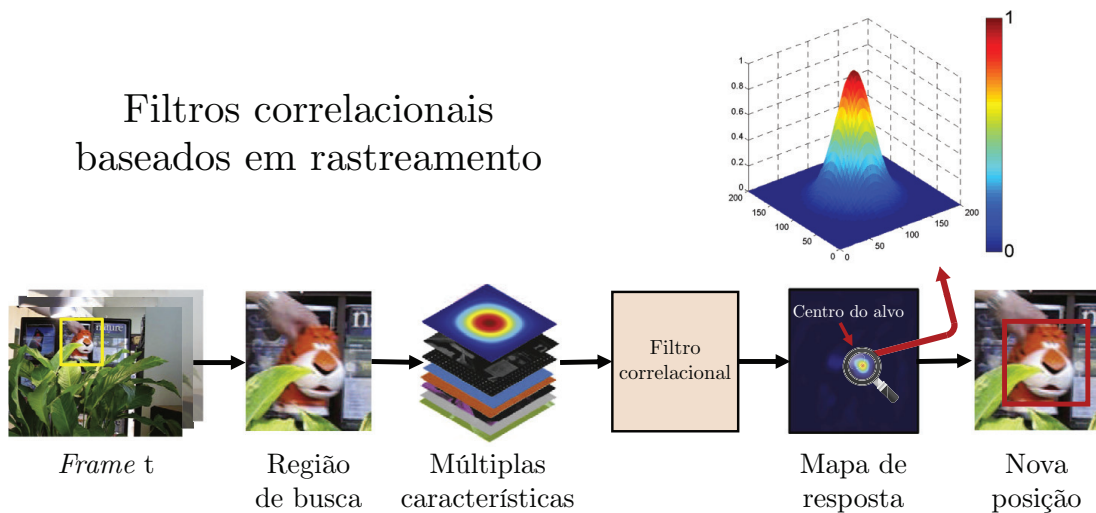 Filtros correlacionais
baseados em rastreamento
1
0.8
0.6
0.4
0.2
0
200
150
100
50
0
0
50
100
150
200
1
0
nature
Frame t
Região
de busca
Múltiplas
característícas
Filtro
correlacional
Centro do alvo
Mapa de
resposta
Nova
posição